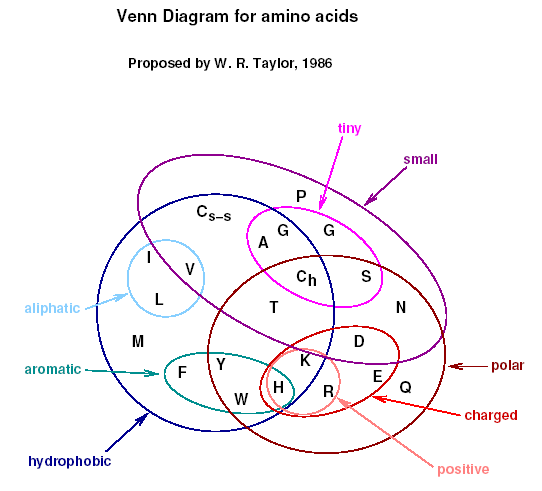 Venn Diagram for amino acids
Proposed by W. R. Taylor, 1986
tiny
small
P
Cs–s
G
G
A
I
V
Ch
S
L
T
N
aliphatic
M
D
K
Y
polar
aromatic
F
E
H
R
Q
W
charged
hydrophobic
positive